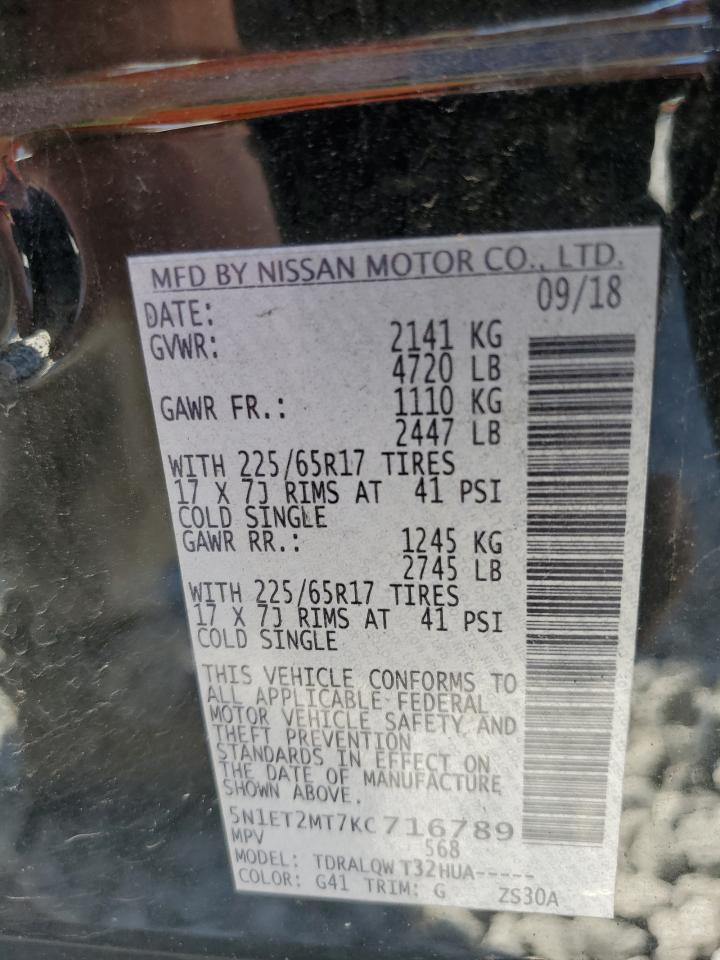 MFD BY NISSAN MOTOR CO., LTD.
DATE: 09/18
GVWR: 2141 KG
4720 LB
GAWR FR.: 1110 KG
2447 LB
WITH 225/65R17 TIRES
17 X 7J RIMS AT 41 PSI
COLD SINGLE
GAWR RR.: 1245 KG
2745 LB
WITH 225/65R17 TIRES
17 X 7J RIMS AT 41 PSI
COLD SINGLE
THIS VEHICLE CONFORMS TO
ALL APPLICABLE FEDERAL
MOTOR VEHICLE SAFETY AND
THEFT PREVENTION
STANDARDS IN EFFECT ON
THE DATE OF MANUFACTURE
SHOWN ABOVE.
5N1ET2MT7KC716789
MPV 568
MODEL: TDRALQW T32HUA-----
COLOR: G41 TRIM: G ZS30A